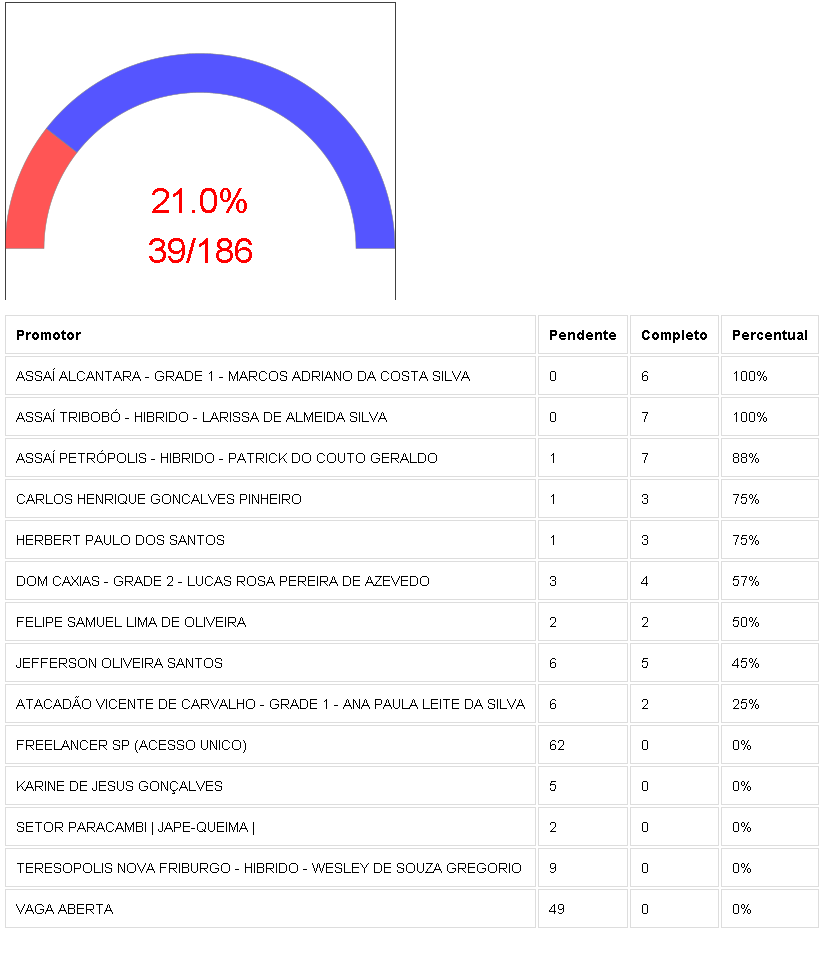 21.0%
39/186
Promotor Pendente Completo Percentual
ASSAÍ ALCANTARA - GRADE 1 - MARCOS ADRIANO DA COSTA SILVA 0 6 100%
ASSAÍ TRIBOBÓ - HIBRIDO - LARISSA DE ALMEIDA SILVA 0 7 100%
ASSAÍ PETRÓPOLIS - HIBRIDO - PATRICK DO COUTO GERALDO 1 7 88%
CARLOS HENRIQUE GONCALVES PINHEIRO 1 3 75%
HERBERT PAULO DOS SANTOS 1 3 75%
DOM CAXIAS - GRADE 2 - LUCAS ROSA PEREIRA DE AZEVEDO 3 4 57%
FELIPE SAMUEL LIMA DE OLIVEIRA 2 2 50%
JEFFERSON OLIVEIRA SANTOS 6 5 45%
ATACADÃO VICENTE DE CARVALHO - GRADE 1 - ANA PAULA LEITE DA SILVA 6 2 25%
FREELANCER SP (ACESSO UNICO) 62 0 0%
KARINE DE JESUS GONÇALVES 5 0 0%
SETOR PARACAMBI | JAPE-QUEIMA | 2 0 0%
TERESOPOLIS NOVA FRIBURGO - HIBRIDO - WESLEY DE SOUZA GREGORIO 9 0 0%
VAGA ABERTA 49 0 0%